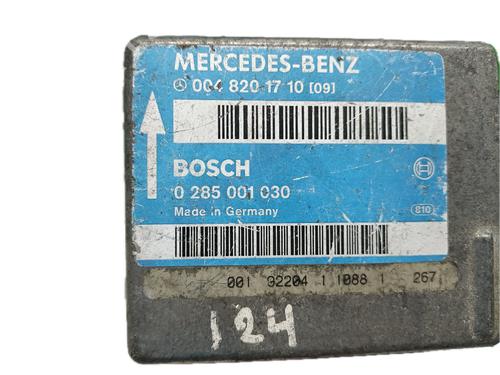 MERCEDES-BENZ
004 820 17 10 [09]
BOSCH
0 285 001 030
Made in Germany
810
001 92204 1 1088 1 267
124